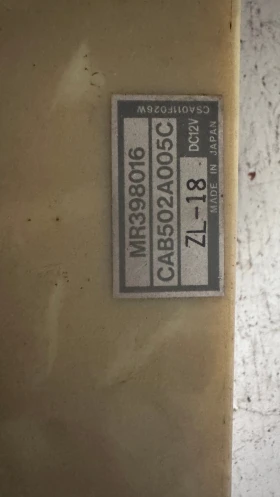 MR398016
CAB502A005C
ZL-18 DC12V
MADE IN JAPAN
CSA011F026W